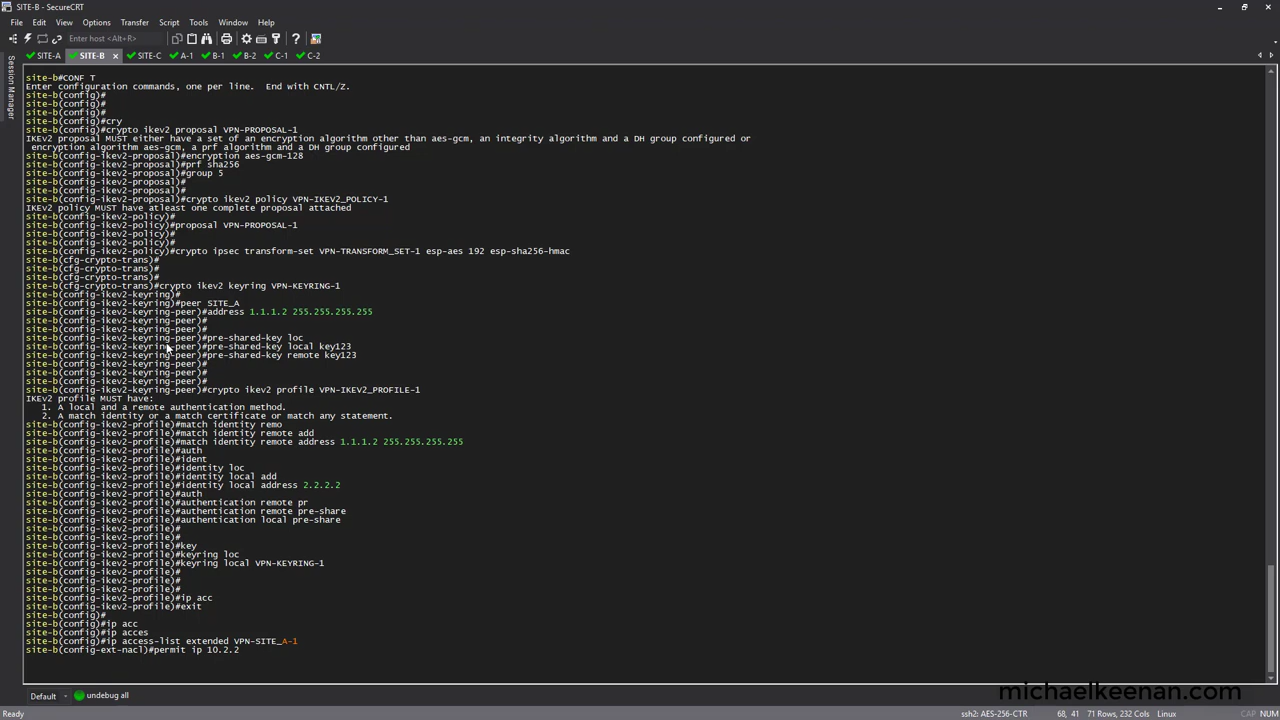 SITE-B - SecureCRT
File Edit View Options Transfer Script Tools Window Help
Enter host <Alt+R>
SITE-A SITE-B SITE-C A-1 B-1 B-2 C-1 C-2
Session Manager
site-b#CONF T
Enter configuration commands, one per line.  End with CNTL/Z.
site-b(config)#
site-b(config)#
site-b(config)#
site-b(config)#cry
site-b(config)#crypto ikev2 proposal VPN-PROPOSAL-1
IKEv2 proposal MUST either have a set of an encryption algorithm other than aes-gcm, an integrity algorithm and a DH group configured or
encryption algorithm aes-gcm, a prf algorithm and a DH group configured
site-b(config-ikev2-proposal)#encryption aes-gcm-128
site-b(config-ikev2-proposal)#prf sha256
site-b(config-ikev2-proposal)#group 5
site-b(config-ikev2-proposal)#
site-b(config-ikev2-proposal)#
site-b(config-ikev2-proposal)#crypto ikev2 policy VPN-IKEV2_POLICY-1
IKEv2 policy MUST have atleast one complete proposal attached
site-b(config-ikev2-policy)#
site-b(config-ikev2-policy)#proposal VPN-PROPOSAL-1
site-b(config-ikev2-policy)#
site-b(config-ikev2-policy)#
site-b(config-ikev2-policy)#crypto ipsec transform-set VPN-TRANSFORM_SET-1 esp-aes 192 esp-sha256-hmac
site-b(cfg-crypto-trans)#
site-b(cfg-crypto-trans)#
site-b(cfg-crypto-trans)#
site-b(cfg-crypto-trans)#crypto ikev2 keyring VPN-KEYRING-1
site-b(config-ikev2-keyring)#
site-b(config-ikev2-keyring)#peer SITE_A
site-b(config-ikev2-keyring-peer)#address 1.1.1.2 255.255.255.255
site-b(config-ikev2-keyring-peer)#
site-b(config-ikev2-keyring-peer)#
site-b(config-ikev2-keyring-peer)#pre-shared-key loc
site-b(config-ikev2-keyring-peer)#pre-shared-key local key123
site-b(config-ikev2-keyring-peer)#pre-shared-key remote key123
site-b(config-ikev2-keyring-peer)#
site-b(config-ikev2-keyring-peer)#
site-b(config-ikev2-keyring-peer)#
site-b(config-ikev2-keyring-peer)#crypto ikev2 profile VPN-IKEV2_PROFILE-1
IKEv2 profile MUST have:
1. A local and a remote authentication method.
2. A match identity or a match certificate or match any statement.
site-b(config-ikev2-profile)#match identity remo
site-b(config-ikev2-profile)#match identity remote add
site-b(config-ikev2-profile)#match identity remote address 1.1.1.2 255.255.255.255
site-b(config-ikev2-profile)#auth
site-b(config-ikev2-profile)#ident
site-b(config-ikev2-profile)#identity loc
site-b(config-ikev2-profile)#identity local add
site-b(config-ikev2-profile)#identity local address 2.2.2.2
site-b(config-ikev2-profile)#auth
site-b(config-ikev2-profile)#authentication remote pr
site-b(config-ikev2-profile)#authentication remote pre-share
site-b(config-ikev2-profile)#authentication local pre-share
site-b(config-ikev2-profile)#
site-b(config-ikev2-profile)#
site-b(config-ikev2-profile)#key
site-b(config-ikev2-profile)#keyring loc
site-b(config-ikev2-profile)#keyring local VPN-KEYRING-1
site-b(config-ikev2-profile)#
site-b(config-ikev2-profile)#
site-b(config-ikev2-profile)#
site-b(config-ikev2-profile)#ip acc
site-b(config-ikev2-profile)#exit
site-b(config)#
site-b(config)#ip acc
site-b(config)#ip acces
site-b(config)#ip access-list extended VPN-SITE_A-1
site-b(config-ext-nacl)#permit ip 10.2.2
Default undebug all
michaelkeenan.com
Ready ssh2: AES-256-CTR 68, 41 71 Rows, 232 Cols Linux CAP NUM